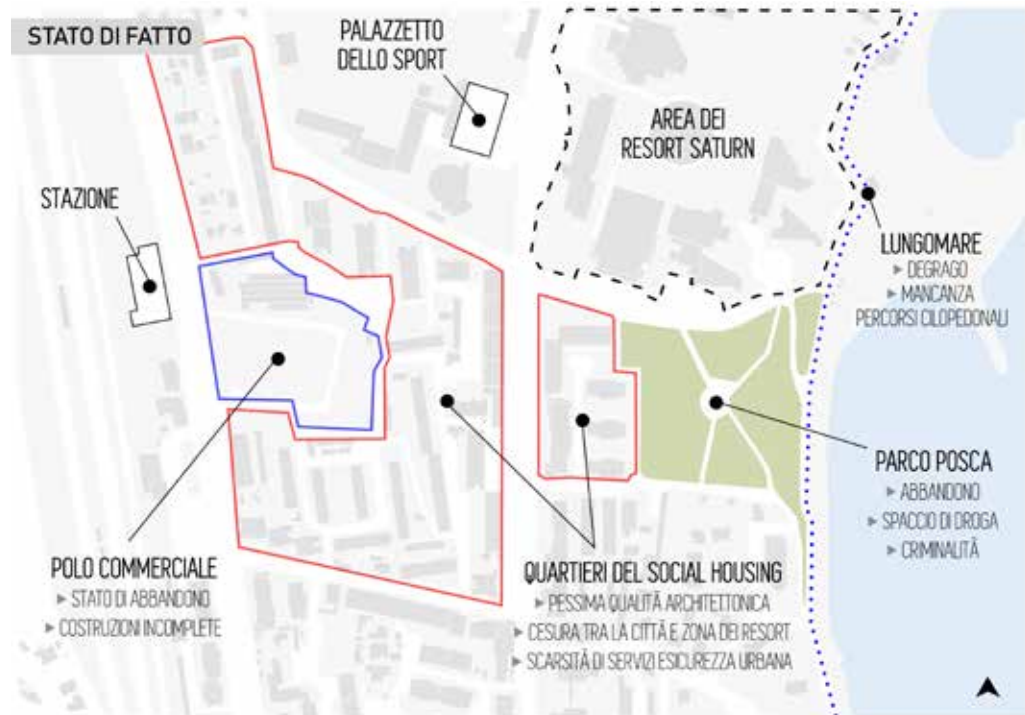 STATO DI FATTO
PALAZZETTO
DELLO SPORT
AREA DEI
RESORT SATURN
STAZIONE
LUNGOMARE
▸ DEGRAGO
▸ MANCANZA
PERCORSI CILOPEDONALI
PARCO POSCA
▸ ABBANDONO
▸ SPACCIO DI DROGA
▸ CRIMINALITÀ
POLO COMMERCIALE
▸ STATO DI ABBANDONO
▸ COSTRUZIONI INCOMPLETE
QUARTIERI DEL SOCIAL HOUSING
▸ PESSIMA QUALITÀ ARCHITETTONICA
▸ CESURA TRA LA CITTÀ E ZONA DEI RESORT
▸ SCARSITÀ DI SERVIZI ESICUREZZA URBANA